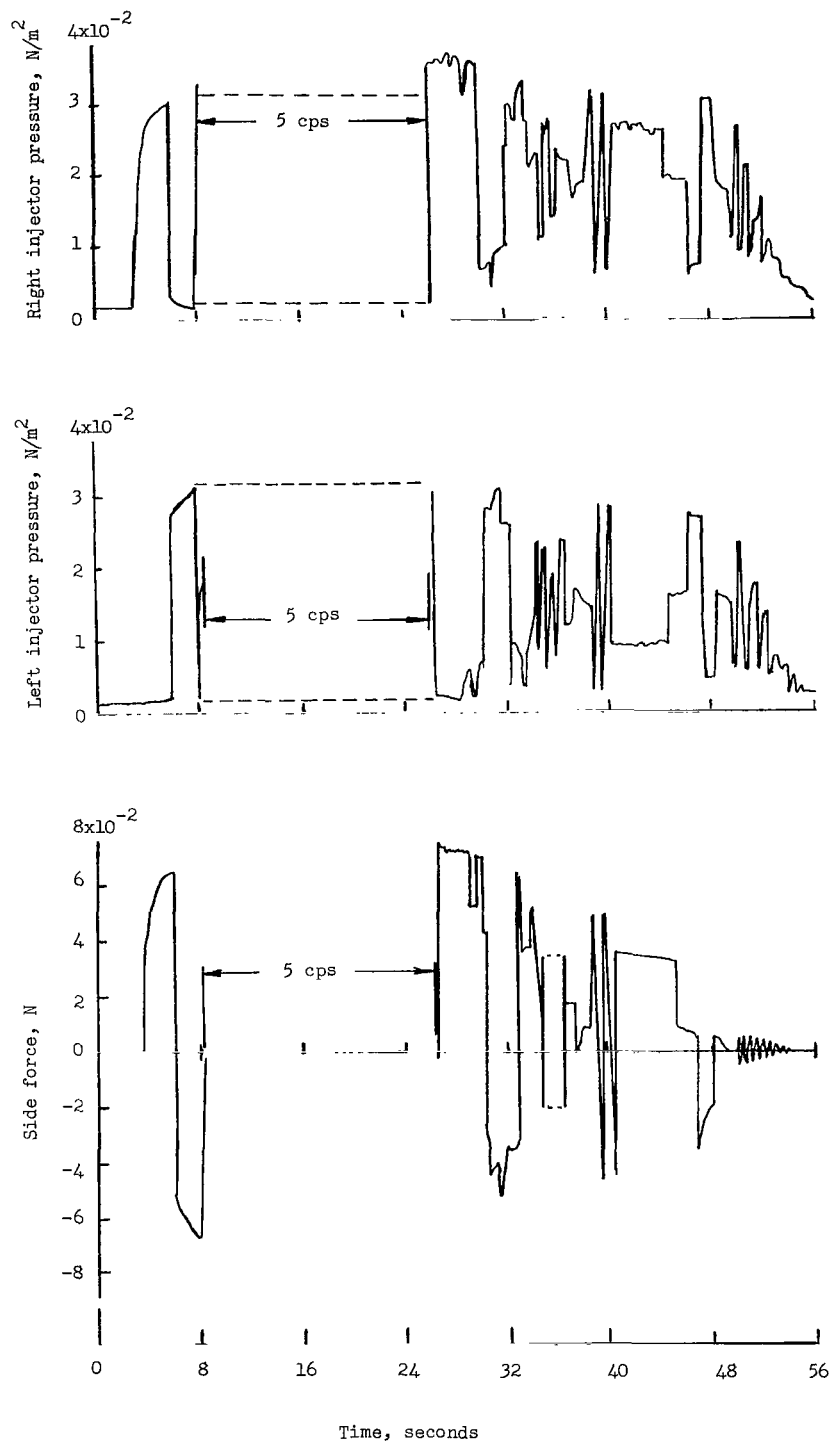 4x10-2
Right injector pressure, N/m2
3
2
1
0
5 cps
4x10-2
Left injector pressure, N/m2
3
2
1
0
5 cps
8x10-2
Side force, N
6
4
2
0
-2
-4
-6
-8
5 cps
0 8 16 24 32 40 48 56
Time, seconds